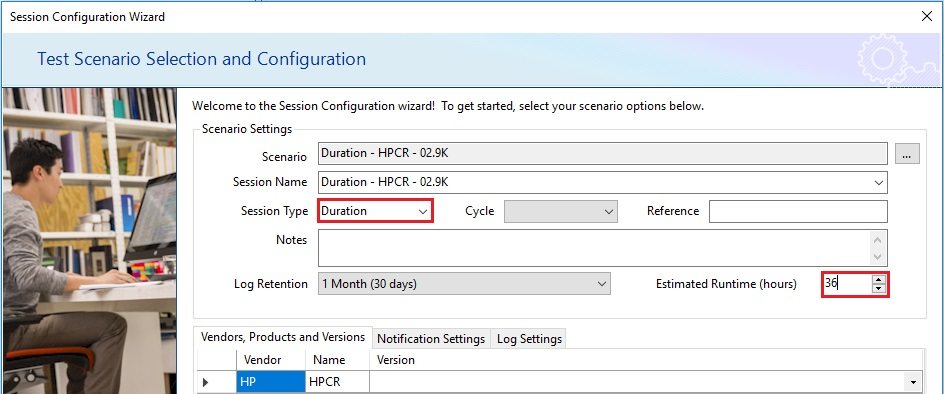 Session Configuration Wizard
Test Scenario Selection and Configuration
Welcome to the Session Configuration wizard! To get started, select your scenario options below.
Scenario Settings
Scenario Duration - HPCR - 02.9K ...
Session Name Duration - HPCR - 02.9K
Session Type Duration Cycle Reference
Notes
Log Retention 1 Month (30 days) Estimated Runtime (hours) 36
Vendors, Products and Versions Notification Settings Log Settings
Vendor Name Version
HP HPCR